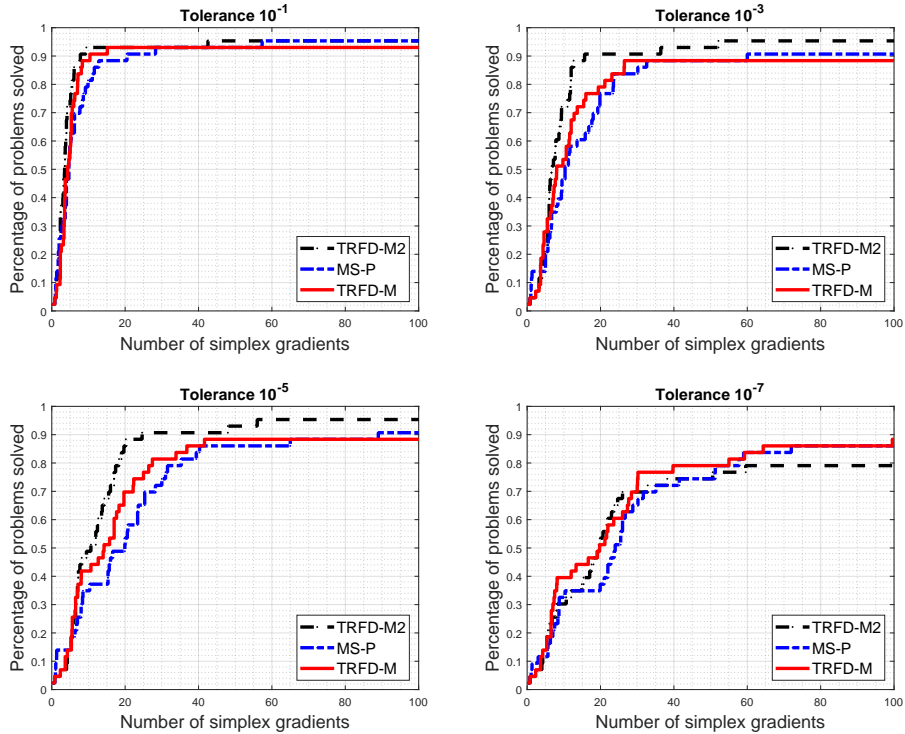 Tolerance 10^-1
Percentage of problems solved
1
0.9
0.8
0.7
0.6
0.5
0.4
0.3
0.2
0.1
0
0
20
40
60
80
100
Number of simplex gradients
TRFD-M2
MS-P
TRFD-M
Tolerance 10^-3
Percentage of problems solved
1
0.9
0.8
0.7
0.6
0.5
0.4
0.3
0.2
0.1
0
0
20
40
60
80
100
Number of simplex gradients
TRFD-M2
MS-P
TRFD-M
Tolerance 10^-5
Percentage of problems solved
1
0.9
0.8
0.7
0.6
0.5
0.4
0.3
0.2
0.1
0
0
20
40
60
80
100
Number of simplex gradients
TRFD-M2
MS-P
TRFD-M
Tolerance 10^-7
Percentage of problems solved
1
0.9
0.8
0.7
0.6
0.5
0.4
0.3
0.2
0.1
0
0
20
40
60
80
100
Number of simplex gradients
TRFD-M2
MS-P
TRFD-M